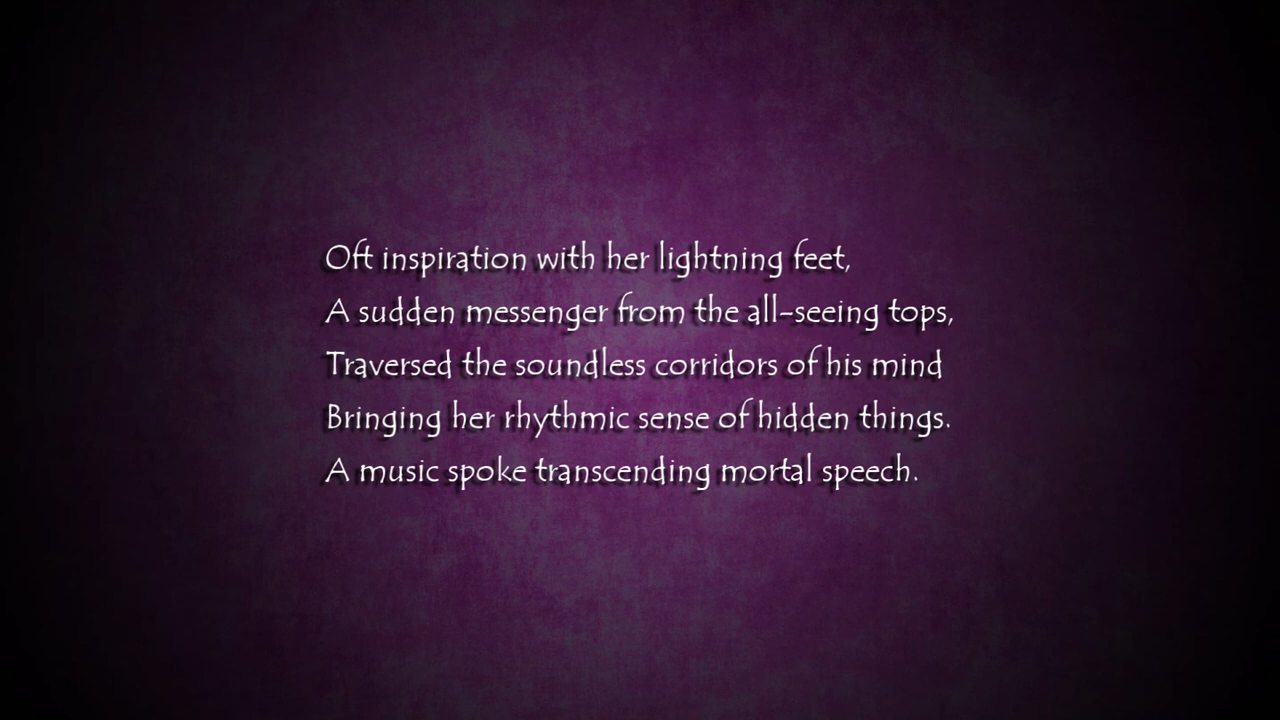 Oft inspiration with her lightning feet,
A sudden messenger from the all-seeing tops,
Traversed the soundless corridors of his mind
Bringing her rhythmic sense of hidden things.
A music spoke transcending mortal speech.